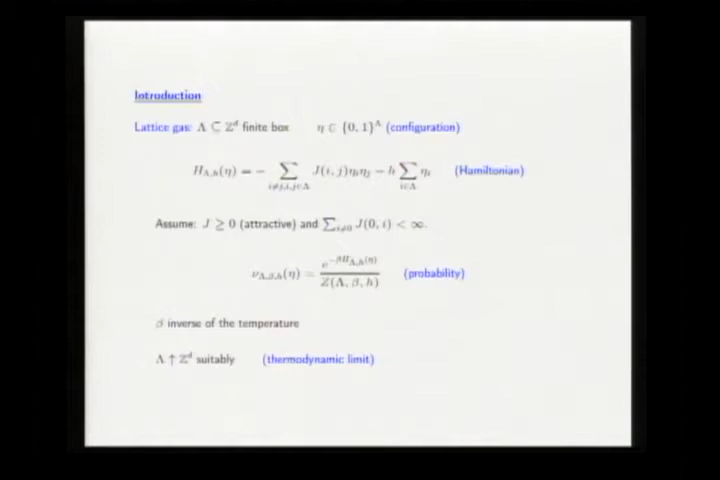 Introduction
Lattice gas: Λ ⊆ ℤ^d finite box η ∈ {0, 1}^Λ (configuration)
H_{Λ,h}(η) = − ∑_{i≠j,i,j∈Λ} J(i, j)η_iη_j − h ∑_{i∈Λ} η_i (Hamiltonian)
Assume: J ≥ 0 (attractive) and ∑_{i≠0} J(0, i) < ∞.
ν_{Λ,β,h}(η) = e^{−βH_{Λ,h}(η)} / Z(Λ, β, h) (probability)
β inverse of the temperature
Λ ↑ ℤ^d suitably (thermodynamic limit)